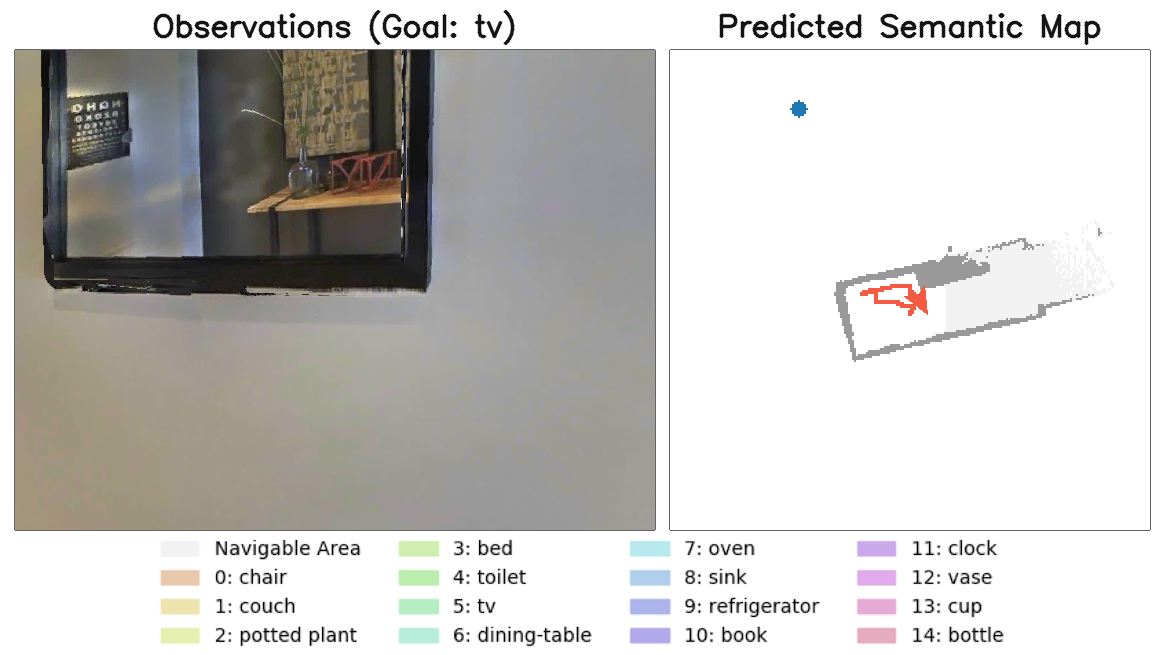 Observations (Goal: tv)
Predicted Semantic Map
Navigable Area
0: chair
1: couch
2: potted plant
3: bed
4: toilet
5: tv
6: dining-table
7: oven
8: sink
9: refrigerator
10: book
11: clock
12: vase
13: cup
14: bottle